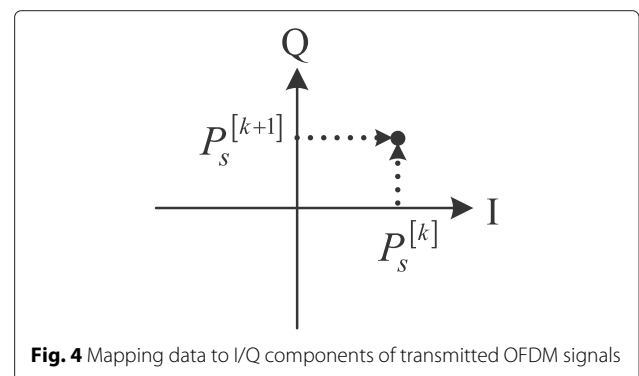 Q
P_s^{[k+1]}
I
P_s^{[k]}
Fig. 4 Mapping data to I/Q components of transmitted OFDM signals